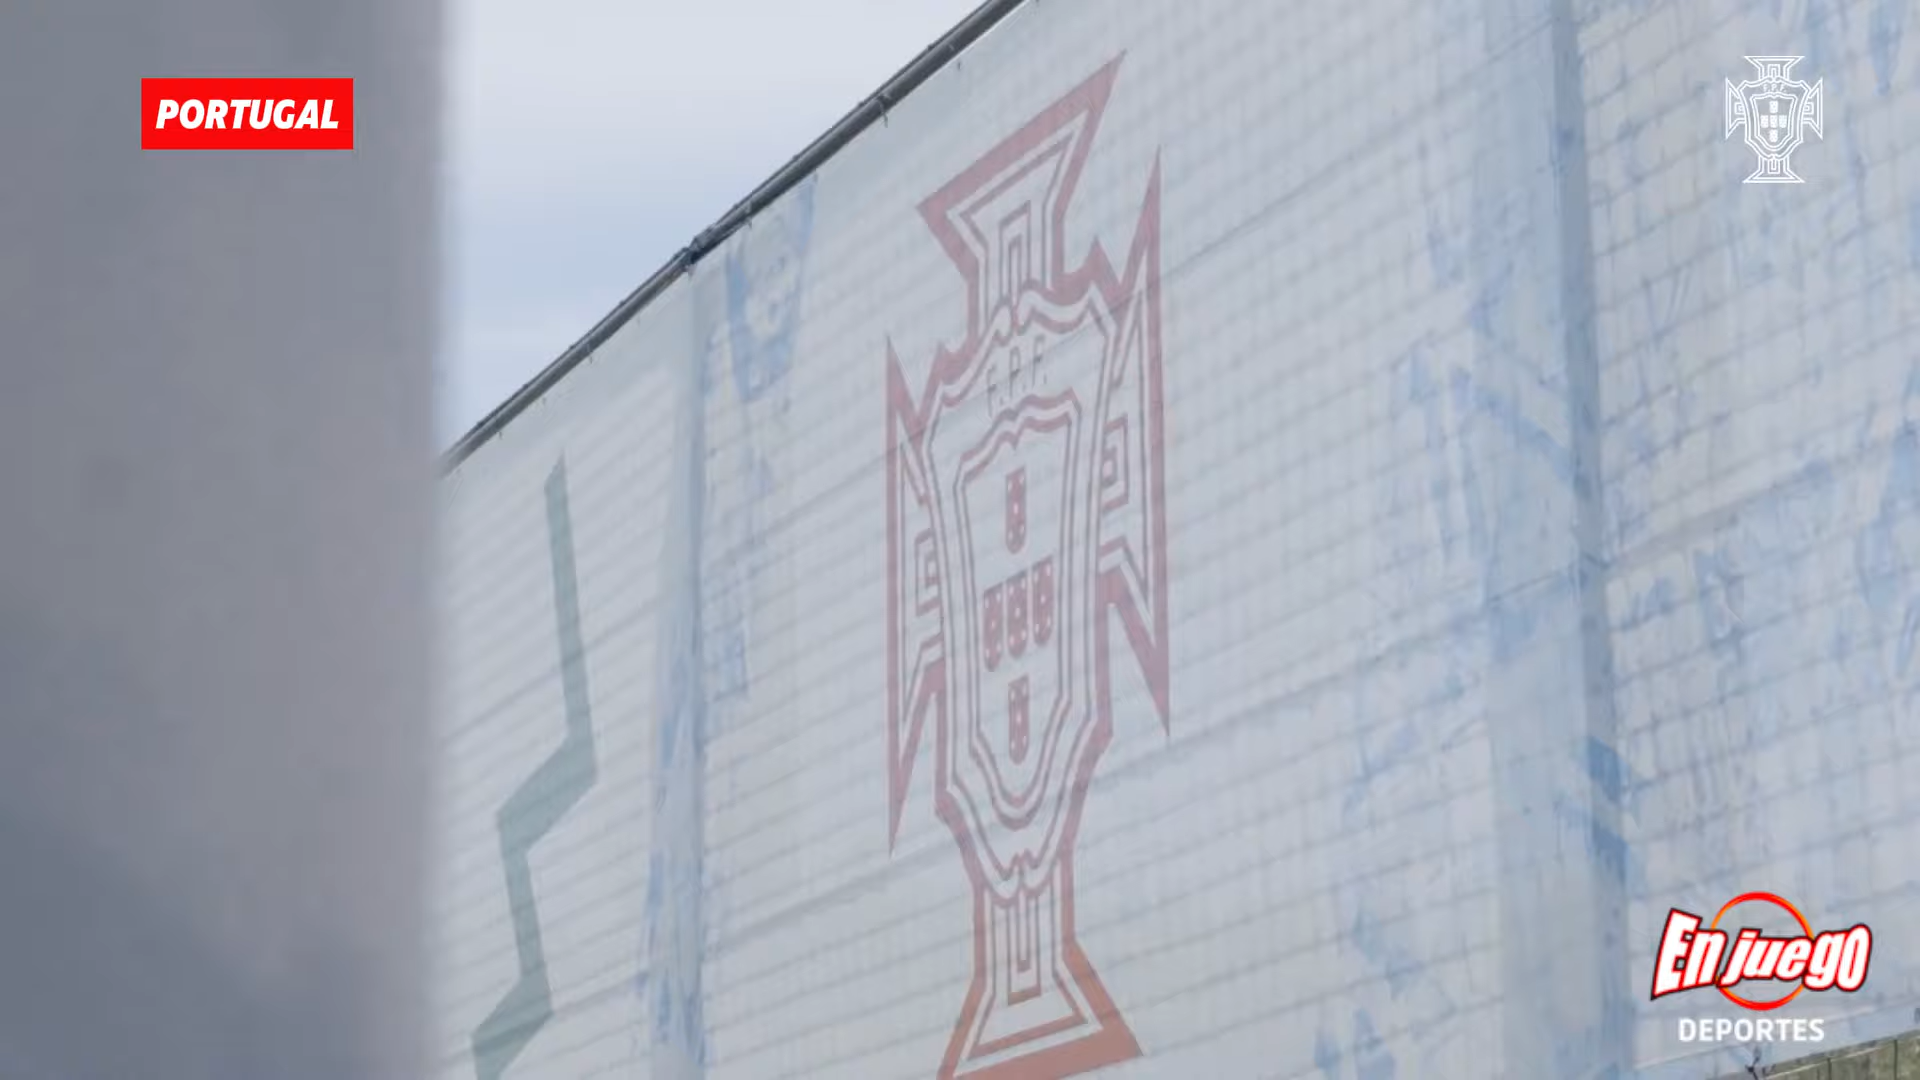 PORTUGAL
F.P.F.
F.P.F.
En juego
DEPORTES